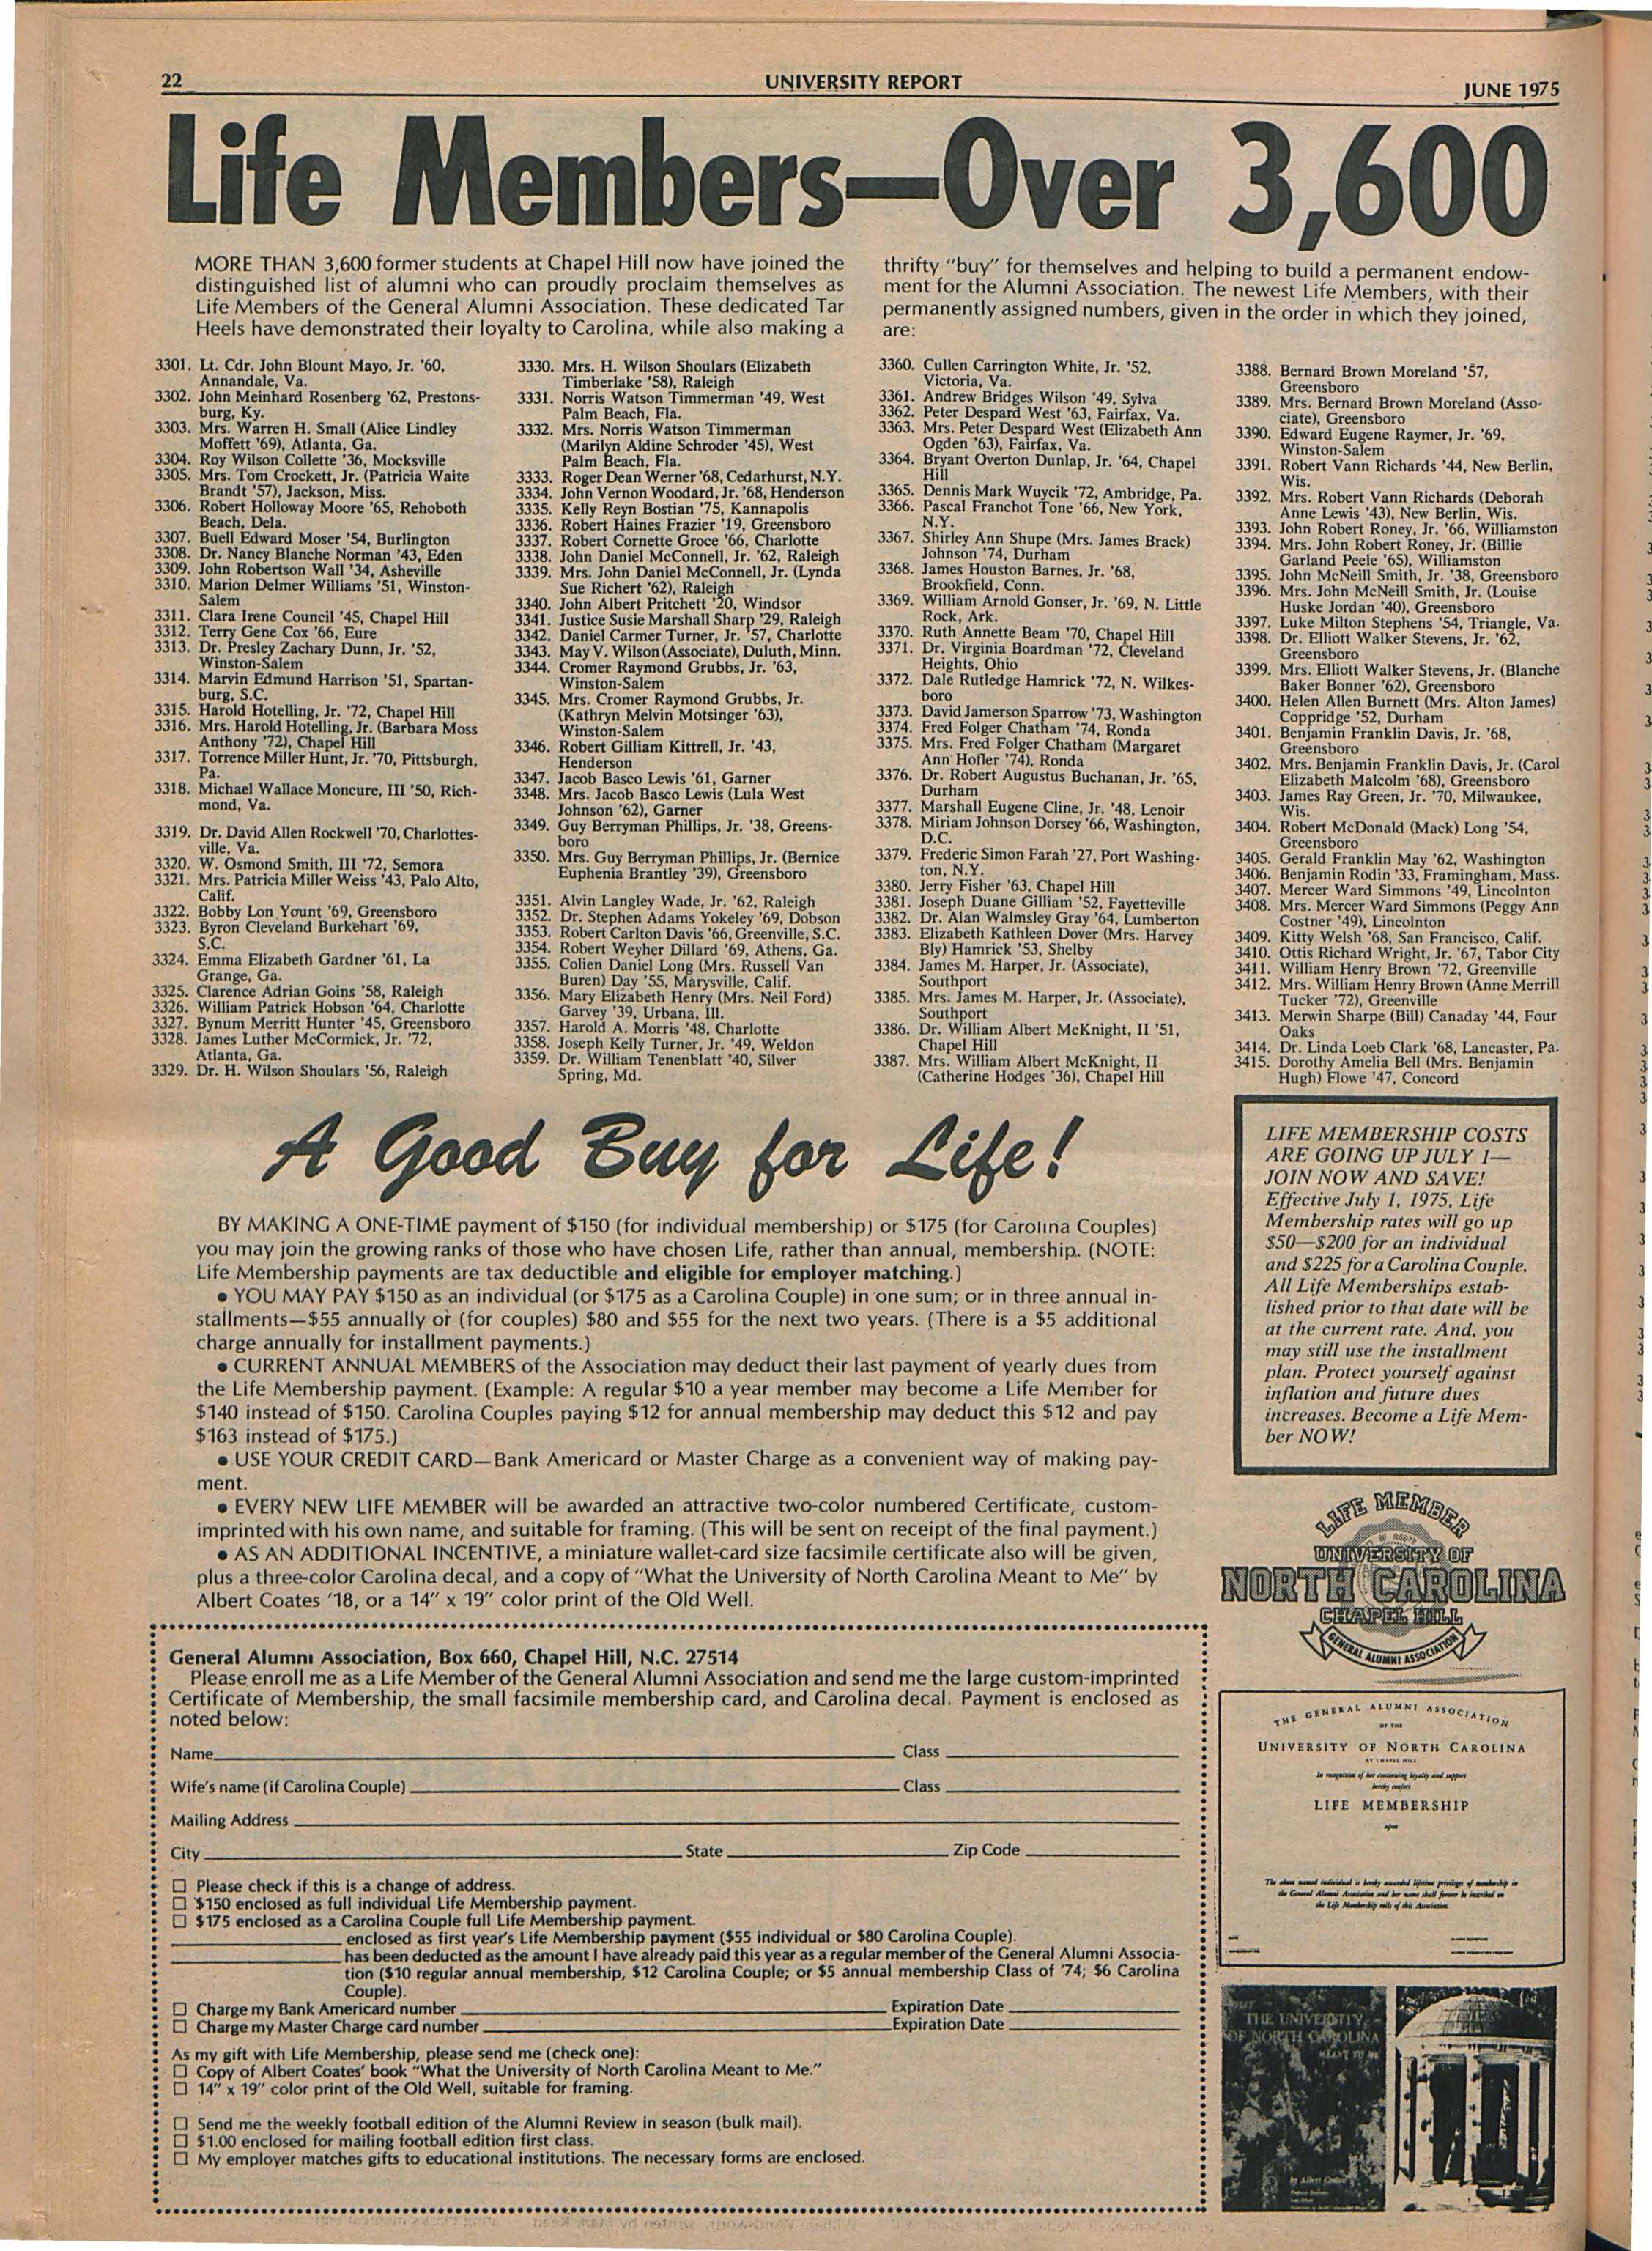 22
UNIVERSITY REPORT
JUNE 1975
Life Members—Over 3,600
MORE THAN 3,600 former students at Chapel Hill now have joined the
distinguished list of alumni who can proudly proclaim themselves as
Life Members of the General Alumni Association. These dedicated Tar
Heels have demonstrated their loyalty to Carolina, while also making a
thrifty "buy" for themselves and helping to build a permanent endow-
ment for the Alumni Association. The newest Life Members, with their
permanently assigned numbers, given in the order in which they joined,
are:
3301. Lt. Cdr. John Blount Mayo, Jr. '60,
Annandale, Va.
3302. John Meinhard Rosenberg '62, Prestons-
burg, Ky.
3303. Mrs. Warren H. Small (Alice Lindley
Moffett '69), Atlanta, Ga.
3304. Roy Wilson Collette '36, Mocksville
3305. Mrs. Tom Crockett, Jr. (Patricia Waite
Brandt '57), Jackson, Miss.
3306. Robert Holloway Moore '65, Rehoboth
Beach, Dela.
3307. Buell Edward Moser '54, Burlington
3308. Dr. Nancy Blanche Norman '43, Eden
3309. John Robertson Wall '34, Asheville
3310. Marion Delmer Williams '51, Winston-
Salem
3311. Clara Irene Council '45, Chapel Hill
3312. Terry Gene Cox '66, Eure
3313. Dr. Presley Zachary Dunn, Jr. '52,
Winston-Salem
3314. Marvin Edmund Harrison '51, Spartan-
burg, S.C.
3315. Harold Hotelling, Jr. '72, Chapel Hill
3316. Mrs. Harold Hotelling, Jr. (Barbara Moss
Anthony '72), Chapel Hill
3317. Torrence Miller Hunt, Jr. '70, Pittsburgh,
Pa.
3318. Michael Wallace Moncure, III '50, Rich-
mond, Va.
3319. Dr. David Allen Rockwell '70, Charlottes-
ville, Va.
3320. W. Osmond Smith, III '72, Semora
3321. Mrs. Patricia Miller Weiss '43, Palo Alto,
Calif.
3322. Bobby Lon Yount '69, Greensboro
3323. Byron Cleveland Burkehart '69,
S.C.
3324. Emma Elizabeth Gardner '61, La
Grange, Ga.
3325. Clarence Adrian Goins '58, Raleigh
3326. William Patrick Hobson '64, Charlotte
3327. Bynum Merritt Hunter '45, Greensboro
3328. James Luther McCormick, Jr. '72,
Atlanta, Ga.
3329. Dr. H. Wilson Shoulars '56, Raleigh
3330. Mrs. H. Wilson Shoulars (Elizabeth
Timberlake '58), Raleigh
3331. Norris Watson Timmerman '49, West
Palm Beach, Fla.
3332. Mrs. Norris Watson Timmerman
(Marilyn Aldine Schroder '45), West
Palm Beach, Fla.
3333. Roger Dean Werner '68, Cedarhurst, N.Y.
3334. John Vernon Woodard, Jr. '68, Henderson
3335. Kelly Reyn Bostian '75, Kannapolis
3336. Robert Haines Frazier '19, Greensboro
3337. Robert Cornette Groce '66, Charlotte
3338. John Daniel McConnell, Jr. '62, Raleigh
3339. Mrs. John Daniel McConnell, Jr. (Lynda
Sue Richert '62), Raleigh
3340. John Albert Pritchett '20, Windsor
3341. Justice Susie Marshall Sharp '29, Raleigh
3342. Daniel Carmer Turner, Jr. '57, Charlotte
3343. May V. Wilson (Associate), Duluth, Minn.
3344. Cromer Raymond Grubbs, Jr. '63,
Winston-Salem
3345. Mrs. Cromer Raymond Grubbs, Jr.
(Kathryn Melvin Motsinger '63),
Winston-Salem
3346. Robert Gilliam Kittrell, Jr. '43,
Henderson
3347. Jacob Basco Lewis '61, Garner
3348. Mrs. Jacob Basco Lewis (Lula West
Johnson '62), Garner
3349. Guy Berryman Phillips, Jr. '38, Greens-
boro
3350. Mrs. Guy Berryman Phillips, Jr. (Bernice
Euphenia Brantley '39), Greensboro
3351. Alvin Langley Wade, Jr. '62, Raleigh
3352. Dr. Stephen Adams Yokeley '69, Dobson
3353. Robert Carlton Davis '66, Greenville, S.C.
3354. Robert Weyher Dillard '69, Athens, Ga.
3355. Colien Daniel Long (Mrs. Russell Van
Buren) Day '55, Marysville, Calif.
3356. Mary Elizabeth Henry (Mrs. Neil Ford)
Garvey '39, Urbana, Ill.
3357. Harold A. Morris '48, Charlotte
3358. Joseph Kelly Turner, Jr. '49, Weldon
3359. Dr. William Tenenblatt '40, Silver
Spring, Md.
3360. Cullen Carrington White, Jr. '52,
Victoria, Va.
3361. Andrew Bridges Wilson '49, Sylva
3362. Peter Despard West '63, Fairfax, Va.
3363. Mrs. Peter Despard West (Elizabeth Ann
Ogden '63), Fairfax, Va.
3364. Bryant Overton Dunlap, Jr. '64, Chapel
Hill
3365. Dennis Mark Wuycik '72, Ambridge, Pa.
3366. Pascal Franchot Tone '66, New York,
N.Y.
3367. Shirley Ann Shupe (Mrs. James Brack)
Johnson '74, Durham
3368. James Houston Barnes, Jr. '68,
Brookfield, Conn.
3369. William Arnold Gonser, Jr. '69, N. Little
Rock, Ark.
3370. Ruth Annette Beam '70, Chapel Hill
3371. Dr. Virginia Boardman '72, Cleveland
Heights, Ohio
3372. Dale Rutledge Hamrick '72, N. Wilkes-
boro
3373. David Jamerson Sparrow '73, Washington
3374. Fred Folger Chatham '74, Ronda
3375. Mrs. Fred Folger Chatham (Margaret
Ann Hofler '74), Ronda
3376. Dr. Robert Augustus Buchanan, Jr. '65,
Durham
3377. Marshall Eugene Cline, Jr. '48, Lenoir
3378. Miriam Johnson Dorsey '66, Washington,
D.C.
3379. Frederic Simon Farah '27, Port Washing-
ton, N.Y.
3380. Jerry Fisher '63, Chapel Hill
3381. Joseph Duane Gilliam '52, Fayetteville
3382. Dr. Alan Walmsley Gray '64, Lumberton
3383. Elizabeth Kathleen Dover (Mrs. Harvey
Bly) Hamrick '53, Shelby
3384. James M. Harper, Jr. (Associate),
Southport
3385. Mrs. James M. Harper, Jr. (Associate),
Southport
3386. Dr. William Albert McKnight, II '51,
Chapel Hill
3387. Mrs. William Albert McKnight, II
(Catherine Hodges '36), Chapel Hill
3388. Bernard Brown Moreland '57,
Greensboro
3389. Mrs. Bernard Brown Moreland (Asso-
ciate), Greensboro
3390. Edward Eugene Raymer, Jr. '69,
Winston-Salem
3391. Robert Vann Richards '44, New Berlin,
Wis.
3392. Mrs. Robert Vann Richards (Deborah
Anne Lewis '43), New Berlin, Wis.
3393. John Robert Roney, Jr. '66, Williamston
3394. Mrs. John Robert Roney, Jr. (Billie
Garland Peele '65), Williamston
3395. John McNeill Smith, Jr. '38, Greensboro
3396. Mrs. John McNeill Smith, Jr. (Louise
Huske Jordan '40), Greensboro
3397. Luke Milton Stephens '54, Triangle, Va.
3398. Dr. Elliott Walker Stevens, Jr. '62,
Greensboro
3399. Mrs. Elliott Walker Stevens, Jr. (Blanche
Baker Bonner '62), Greensboro
3400. Helen Allen Burnett (Mrs. Alton James)
Coppridge '52, Durham
3401. Benjamin Franklin Davis, Jr. '68,
Greensboro
3402. Mrs. Benjamin Franklin Davis, Jr. (Carol
Elizabeth Malcolm '68), Greensboro
3403. James Ray Green, Jr. '70, Milwaukee,
Wis.
3404. Robert McDonald (Mack) Long '54,
Greensboro
3405. Gerald Franklin May '62, Washington
3406. Benjamin Rodin '33, Framingham, Mass.
3407. Mercer Ward Simmons '49, Lincolnton
3408. Mrs. Mercer Ward Simmons (Peggy Ann
Costner '49), Lincolnton
3409. Kitty Welsh '68, San Francisco, Calif.
3410. Ottis Richard Wright, Jr. '67, Tabor City
3411. William Henry Brown '72, Greenville
3412. Mrs. William Henry Brown (Anne Merrill
Tucker '72), Greenville
3413. Merwin Sharpe (Bill) Canaday '44, Four
Oaks
3414. Dr. Linda Loeb Clark '68, Lancaster, Pa.
3415. Dorothy Amelia Bell (Mrs. Benjamin
Hugh) Flowe '47, Concord
A Good Buy for Life!
BY MAKING A ONE-TIME payment of $150 (for individual membership) or $175 (for Carolina Couples)
you may join the growing ranks of those who have chosen Life, rather than annual, membership. (NOTE:
Life Membership payments are tax deductible and eligible for employer matching.)
• YOU MAY PAY $150 as an individual (or $175 as a Carolina Couple) in one sum; or in three annual in-
stallments—$55 annually or (for couples) $80 and $55 for the next two years. (There is a $5 additional
charge annually for installment payments.)
• CURRENT ANNUAL MEMBERS of the Association may deduct their last payment of yearly dues from
the Life Membership payment. (Example: A regular $10 a year member may become a Life Member for
$140 instead of $150. Carolina Couples paying $12 for annual membership may deduct this $12 and pay
$163 instead of $175.)
• USE YOUR CREDIT CARD—Bank Americard or Master Charge as a convenient way of making pay-
ment.
• EVERY NEW LIFE MEMBER will be awarded an attractive two-color numbered Certificate, custom-
imprinted with his own name, and suitable for framing. (This will be sent on receipt of the final payment.)
• AS AN ADDITIONAL INCENTIVE, a miniature wallet-card size facsimile certificate also will be given,
plus a three-color Carolina decal, and a copy of "What the University of North Carolina Meant to Me" by
Albert Coates '18, or a 14" x 19" color print of the Old Well.
LIFE MEMBERSHIP COSTS
ARE GOING UP JULY 1—
JOIN NOW AND SAVE!
Effective July 1, 1975, Life
Membership rates will go up
$50—$200 for an individual
and $225 for a Carolina Couple.
All Life Memberships estab-
lished prior to that date will be
at the current rate. And, you
may still use the installment
plan. Protect yourself against
inflation and future dues
increases. Become a Life Mem-
ber NOW!
LIFE MEMBER
UNIVERSITY OF
NORTH CAROLINA
CHAPEL HILL
GENERAL ALUMNI ASSOCIATION
General Alumni Association, Box 660, Chapel Hill, N.C. 27514
Please enroll me as a Life Member of the General Alumni Association and send me the large custom-imprinted
Certificate of Membership, the small facsimile membership card, and Carolina decal. Payment is enclosed as
noted below:
Name Class
Wife's name (if Carolina Couple) Class
Mailing Address
City State Zip Code
Please check if this is a change of address.
$150 enclosed as full individual Life Membership payment.
$175 enclosed as a Carolina Couple full Life Membership payment.
enclosed as first year's Life Membership payment ($55 individual or $80 Carolina Couple).
has been deducted as the amount I have already paid this year as a regular member of the General Alumni Associa-
tion ($10 regular annual membership, $12 Carolina Couple; or $5 annual membership Class of '74; $6 Carolina
Couple).
Charge my Bank Americard number Expiration Date
Charge my Master Charge card number Expiration Date
As my gift with Life Membership, please send me (check one):
Copy of Albert Coates' book "What the University of North Carolina Meant to Me."
14" x 19" color print of the Old Well, suitable for framing.
Send me the weekly football edition of the Alumni Review in season (bulk mail).
$1.00 enclosed for mailing football edition first class.
My employer matches gifts to educational institutions. The necessary forms are enclosed.
THE GENERAL ALUMNI ASSOCIATION
OF THE
UNIVERSITY OF NORTH CAROLINA
AT CHAPEL HILL
In recognition of her continuing loyalty and support
hereby confers
LIFE MEMBERSHIP
upon
The above named individual is hereby awarded lifetime privileges of membership in
the General Alumni Association and her name shall forever be inscribed on
the Life Membership rolls of this Association.
THE UNIVERSITY
OF NORTH CAROLINA
MEANT TO ME
by Albert Coates